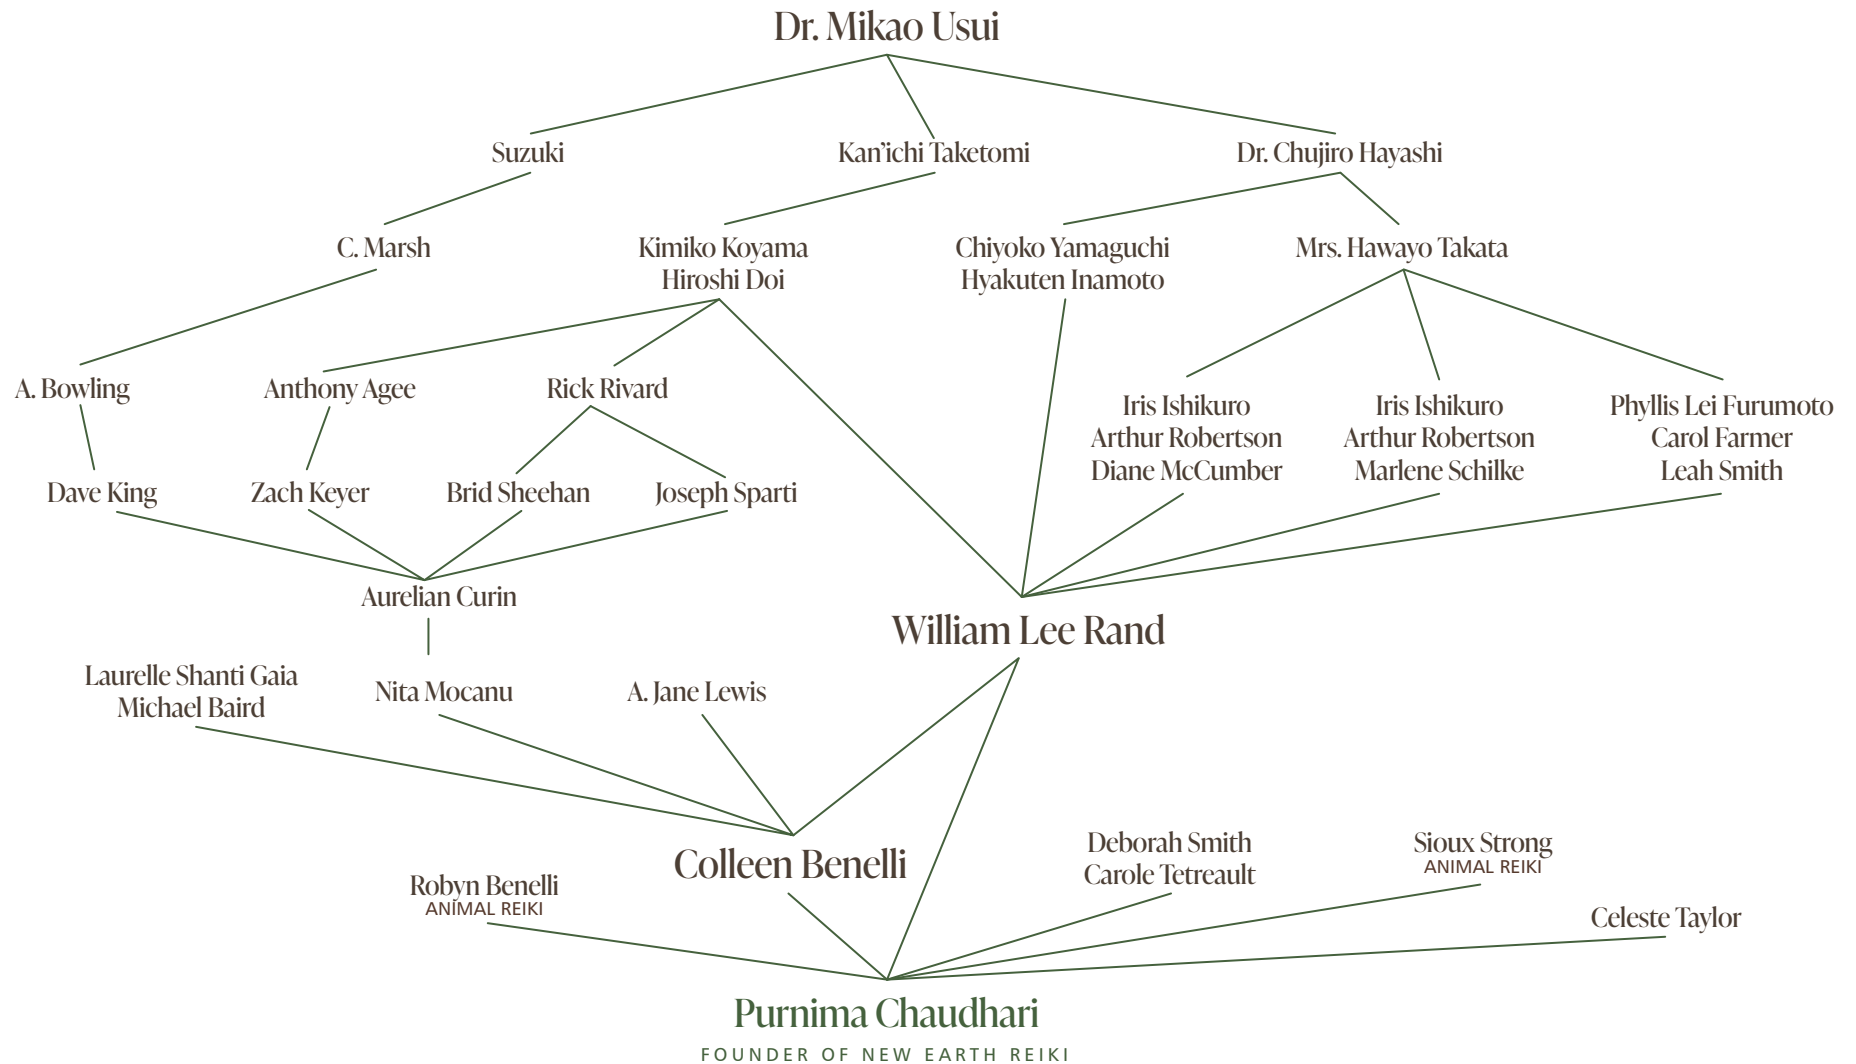 Dr. Mikao Usui
Suzuki
Kan’ichi Taketomi
Dr. Chujiro Hayashi
C. Marsh
Kimiko Koyama
Hiroshi Doi
Chiyoko Yamaguchi
Hyakuten Inamoto
Mrs. Hawayo Takata
A. Bowling
Anthony Agee
Rick Rivard
Iris Ishikuro
Arthur Robertson
Diane McCumber
Iris Ishikuro
Arthur Robertson
Marlene Schilke
Phyllis Lei Furumoto
Carol Farmer
Leah Smith
Dave King
Zach Keyer
Brid Sheehan
Joseph Sparti
Aurelian Curin
William Lee Rand
Laurelle Shanti Gaia
Michael Baird
Nita Mocanu
A. Jane Lewis
Colleen Benelli
Deborah Smith
Carole Tetreault
Sioux Strong
ANIMAL REIKI
Robyn Benelli
ANIMAL REIKI
Celeste Taylor
Purnima Chaudhari
FOUNDER OF NEW EARTH REIKI